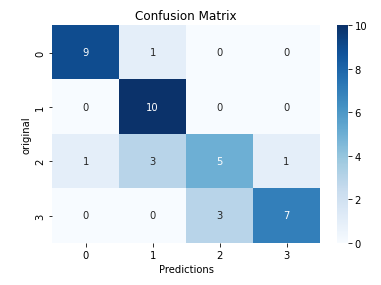 Confusion Matrix
0 9 1 0 0
1 0 10 0 0
2 1 3 5 1
3 0 0 3 7
0 1 2 3
original
Predictions
10
8
6
4
2
0